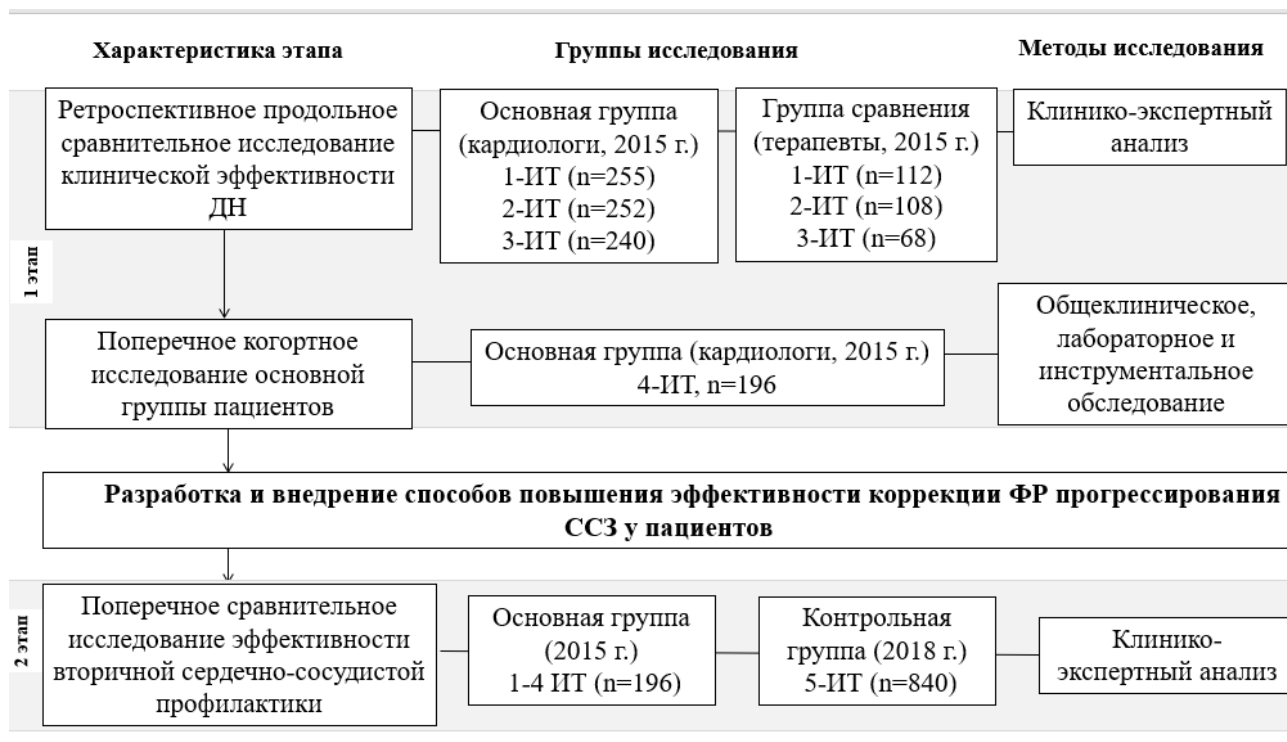 Характеристика этапа
Группы исследования
Методы исследования
1 этап
Ретроспективное продольное
сравнительное исследование
клинической эффективности
ДН
Основная группа
(кардиологи, 2015 г.)
1-ИТ (n=255)
2-ИТ (n=252)
3-ИТ (n=240)
Группа сравнения
(терапевты, 2015 г.)
1-ИТ (n=112)
2-ИТ (n=108)
3-ИТ (n=68)
Клинико-экспертный
анализ
Поперечное когортное
исследование основной
группы пациентов
Основная группа (кардиологи, 2015 г.)
4-ИТ, n=196
Общеклиническое,
лабораторное и
инструментальное
обследование
Разработка и внедрение способов повышения эффективности коррекции ФР прогрессирования
ССЗ у пациентов
2 этап
Поперечное сравнительное
исследование эффективности
вторичной сердечно-сосудистой
профилактики
Основная группа
(2015 г.)
1-4 ИТ (n=196)
Контрольная
группа (2018 г.)
5-ИТ (n=840)
Клинико-
экспертный анализ